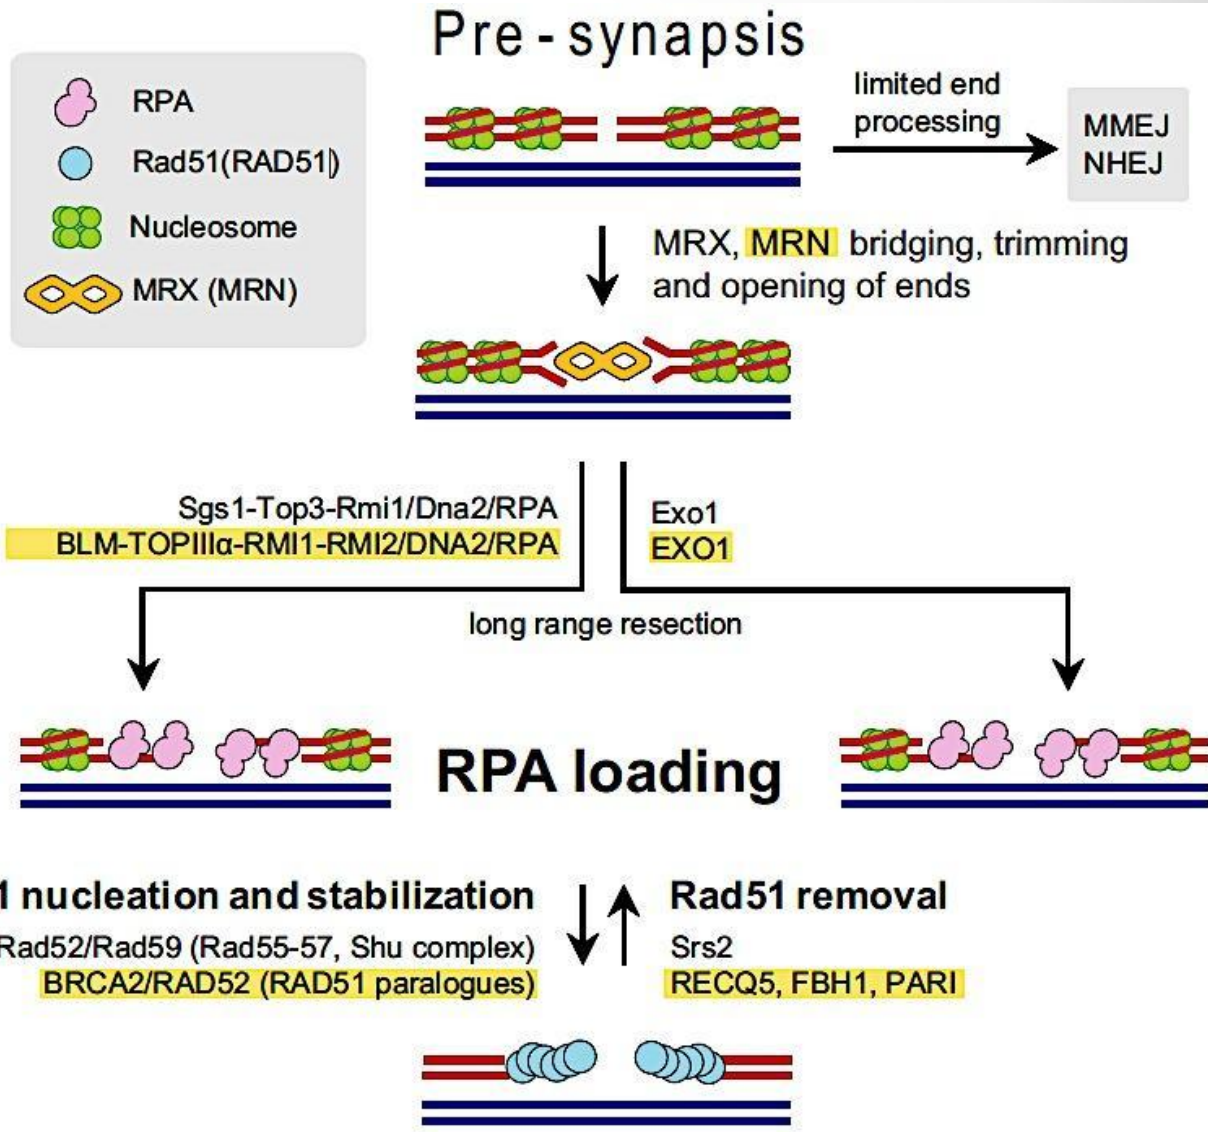 Pre-synapsis
RPA
Rad51(RAD51)
Nucleosome
MRX (MRN)
limited end
processing
MMEJ
NHEJ
MRX, MRN bridging, trimming
and opening of ends
Sgs1-Top3-Rmi1/Dna2/RPA
BLM-TOPIIIα-RMI1-RMI2/DNA2/RPA
Exo1
EXO1
long range resection
RPA loading
1 nucleation and stabilization
Rad52/Rad59 (Rad55-57, Shu complex)
BRCA2/RAD52 (RAD51 paralogues)
Rad51 removal
Srs2
RECQ5, FBH1, PARI